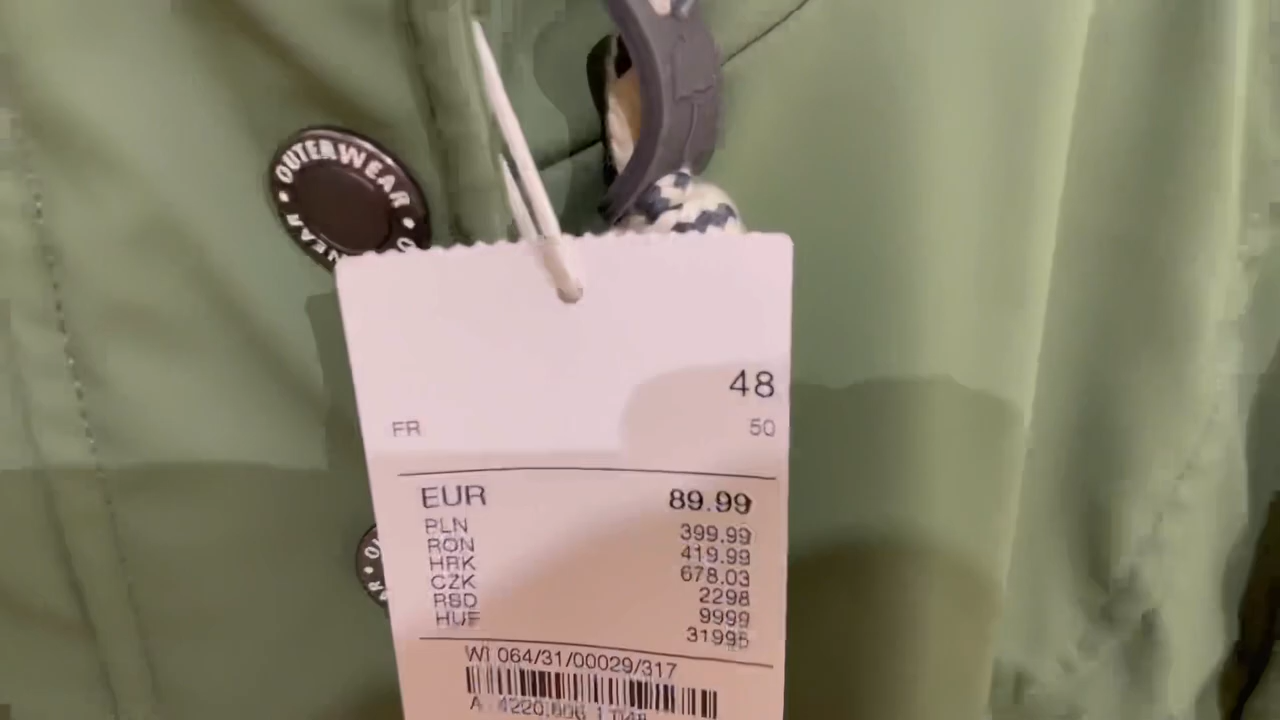 OUTERWEAR
48
FR 50
EUR 89.99
PLN 399.99
RON 419.99
HRK 678.03
CZK 2298
RSD 9999
HUF 31995
WI 064/31/00029/317
A